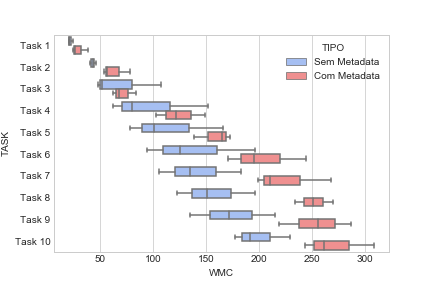 TIPO
Sem Metadata
Com Metadata
TASK
Task 1
Task 2
Task 3
Task 4
Task 5
Task 6
Task 7
Task 8
Task 9
Task 10
50 100 150 200 250 300
WMC